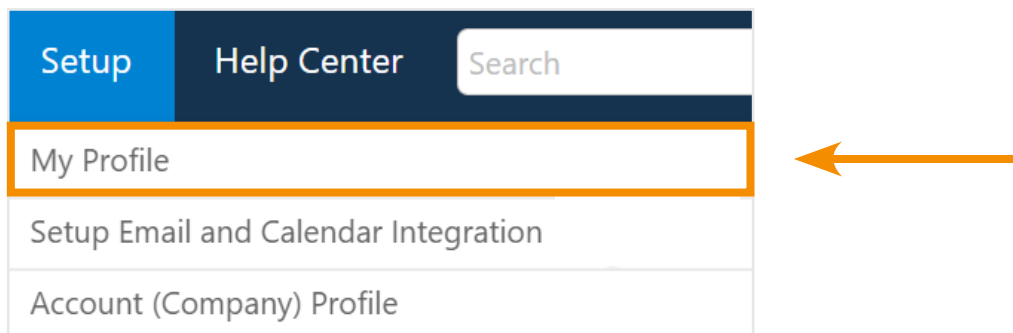 Setup Help Center Search
My Profile
Setup Email and Calendar Integration
Account (Company) Profile